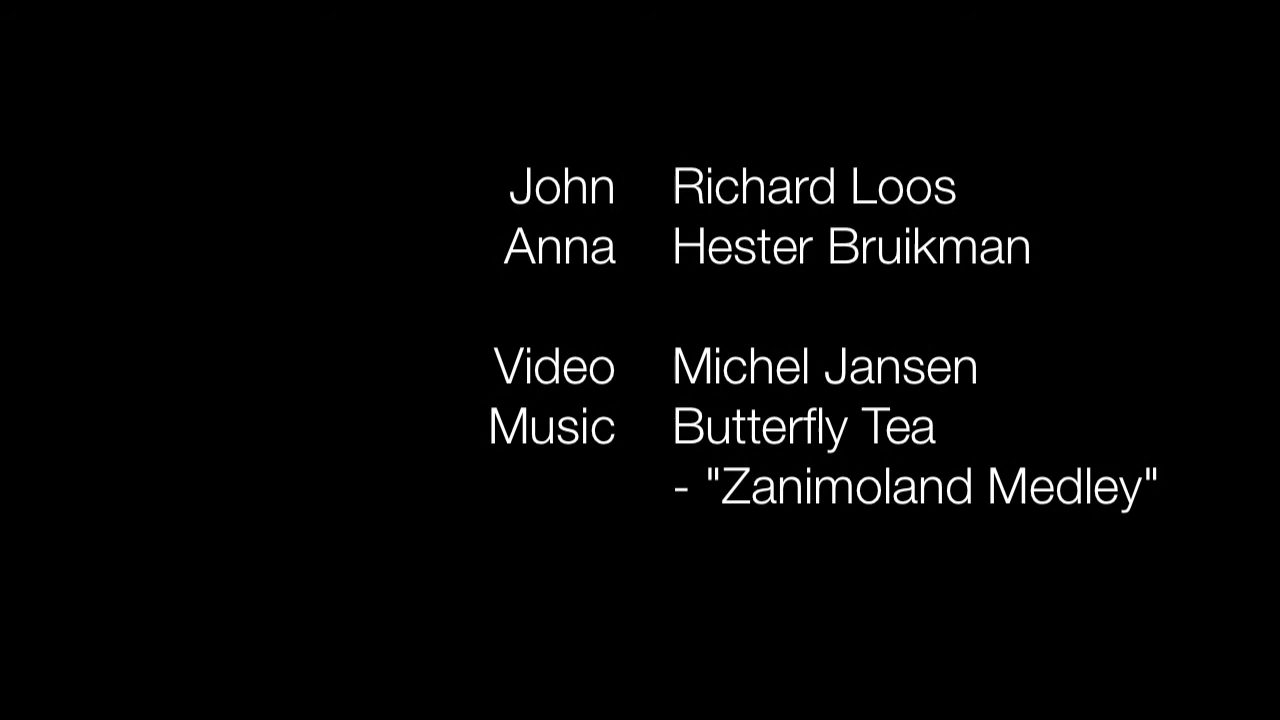 John Richard Loos
Anna Hester Bruikman
Video Michel Jansen
Music Butterfly Tea
- "Zanimoland Medley"